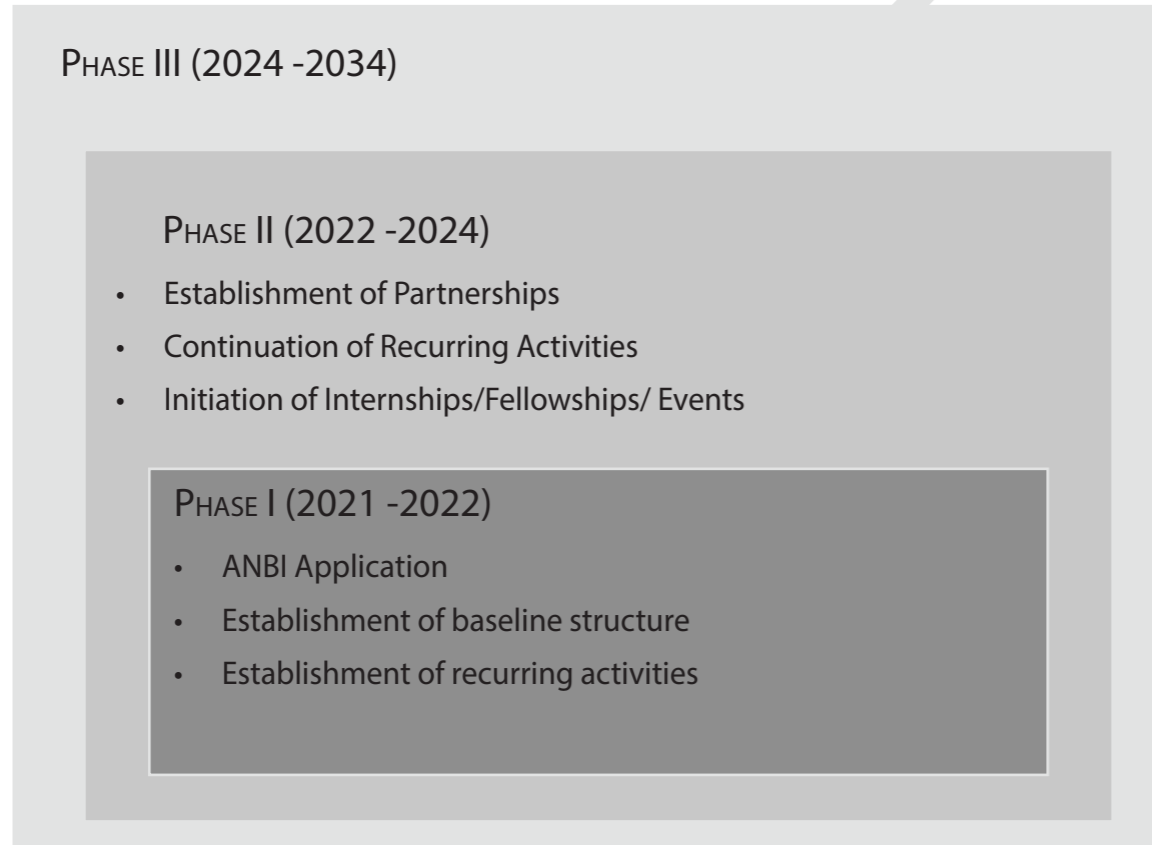 Phase III (2024 -2034)
Phase II (2022 -2024)
• Establishment of Partnerships
• Continuation of Recurring Activities
• Initiation of Internships/Fellowships/ Events
Phase I (2021 -2022)
• ANBI Application
• Establishment of baseline structure
• Establishment of recurring activities